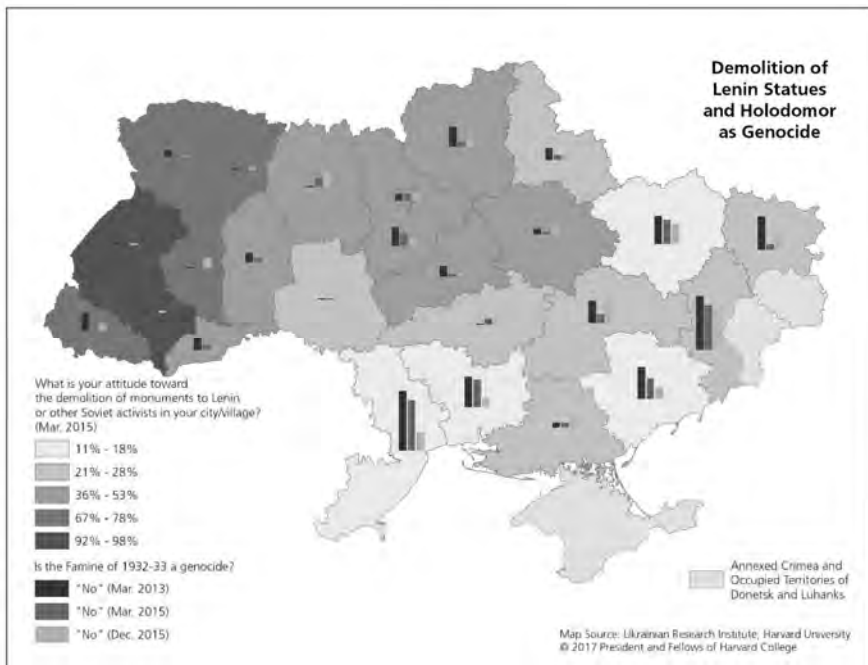 Demolition of
Lenin Statues
and Holodomor
as Genocide
What is your attitude toward
the demolition of monuments to Lenin
or other Soviet activists in your city/village?
(Mar. 2015)
11% - 18%
21% - 28%
36% - 53%
67% - 78%
92% - 98%
Is the Famine of 1932-33 a genocide?
"No" (Mar. 2013)
"No" (Mar. 2015)
"No" (Dec. 2015)
Annexed Crimea and
Occupied Territories of
Donetsk and Luhanks
Map Source: Ukrainian Research Institute, Harvard University
© 2017 President and Fellows of Harvard College